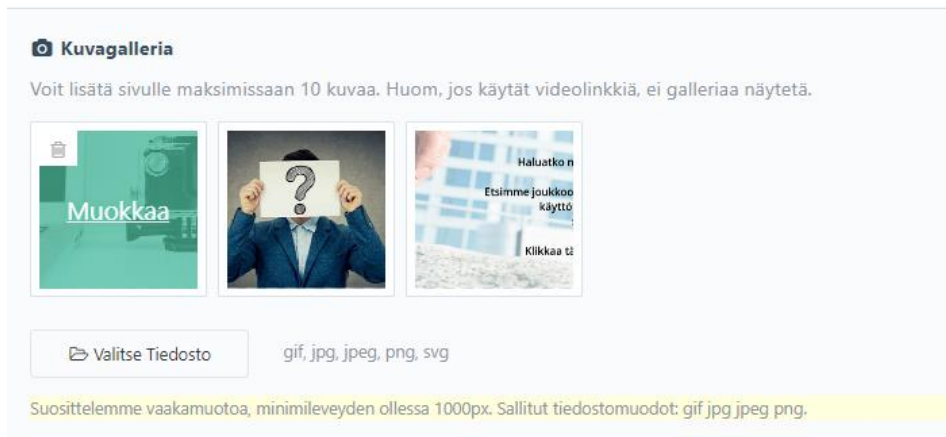 Kuvagalleria
Voit lisätä sivulle maksimissaan 10 kuvaa. Huom, jos käytät videolinkkiä, ei galleriaa näytetä.
Muokkaa
?
Haluatko n
Etsimme joukkoo
käyttö
Klikkaa tä
Valitse Tiedosto
gif, jpg, jpeg, png, svg
Suosittelemme vaakamuotoa, minimileveyden ollessa 1000px. Sallitut tiedostomuodot: gif jpg jpeg png.